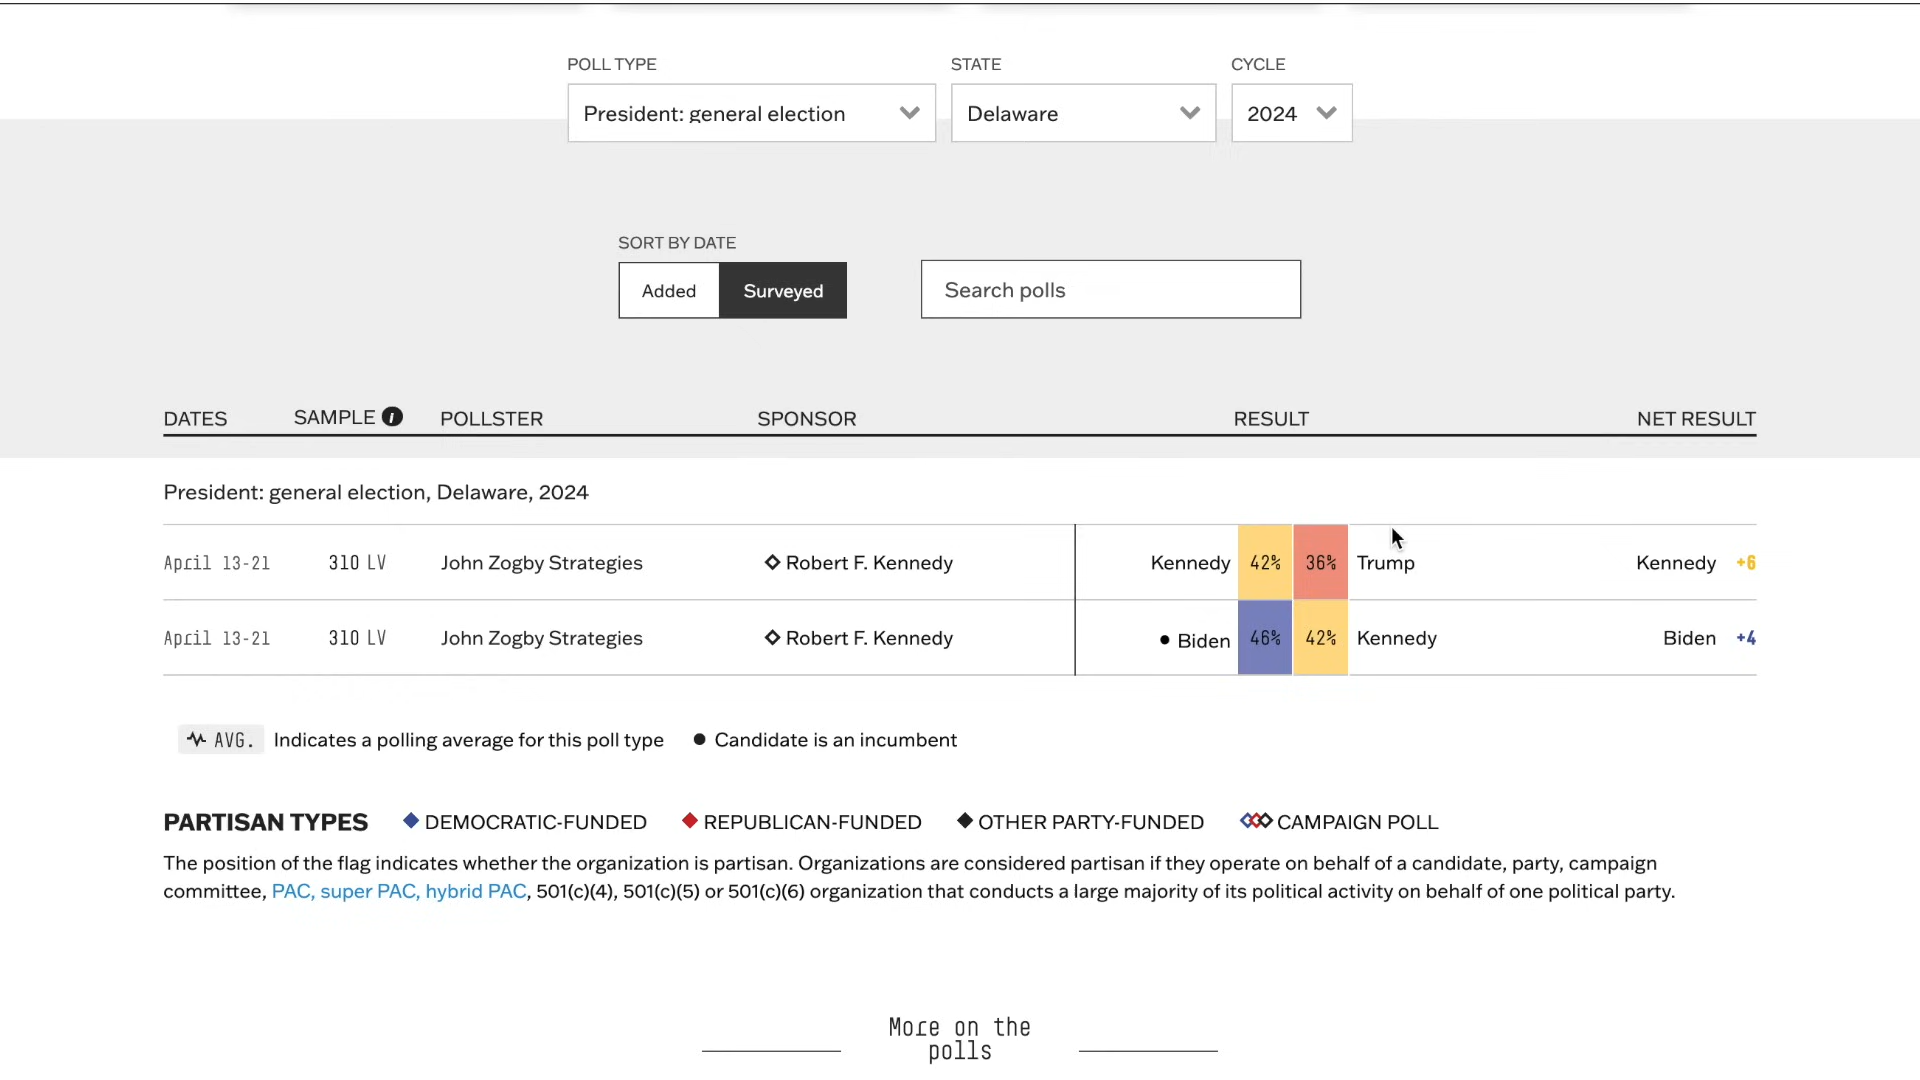 POLL TYPE STATE CYCLE
President: general election Delaware 2024
SORT BY DATE
Added Surveyed Search polls
DATES SAMPLE i POLLSTER SPONSOR RESULT NET RESULT
President: general election, Delaware, 2024
April 13-21 310 LV John Zogby Strategies Robert F. Kennedy Kennedy 42% 36% Trump Kennedy +6
April 13-21 310 LV John Zogby Strategies Robert F. Kennedy Biden 46% 42% Kennedy Biden +4
AVG. Indicates a polling average for this poll type Candidate is an incumbent
PARTISAN TYPES DEMOCRATIC-FUNDED REPUBLICAN-FUNDED OTHER PARTY-FUNDED CAMPAIGN POLL
The position of the flag indicates whether the organization is partisan. Organizations are considered partisan if they operate on behalf of a candidate, party, campaign
committee, PAC, super PAC, hybrid PAC, 501(c)(4), 501(c)(5) or 501(c)(6) organization that conducts a large majority of its political activity on behalf of one political party.
More on the
polls